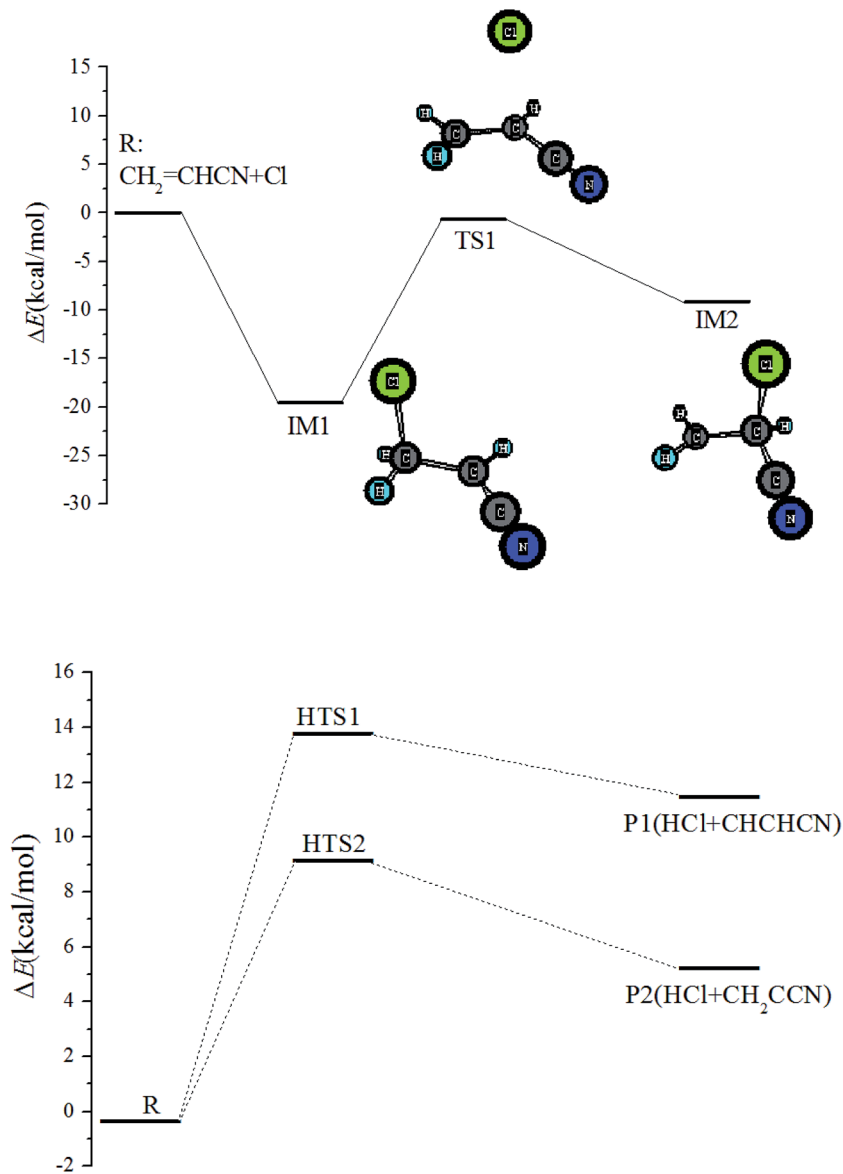 Cl
15
10
5
0
-5
-10
-15
-20
-25
-30
ΔE(kcal/mol)
R:
CH₂=CHCN+Cl
H
H
C
C
H
C
N
TS1
IM2
IM1
Cl
H
H
C
C
H
C
N
Cl
H
H
C
C
H
C
N
16
14
12
10
8
6
4
2
0
-2
ΔE(kcal/mol)
HTS1
HTS2
P1(HCl+CHCHCN)
P2(HCl+CH₂CCN)
R